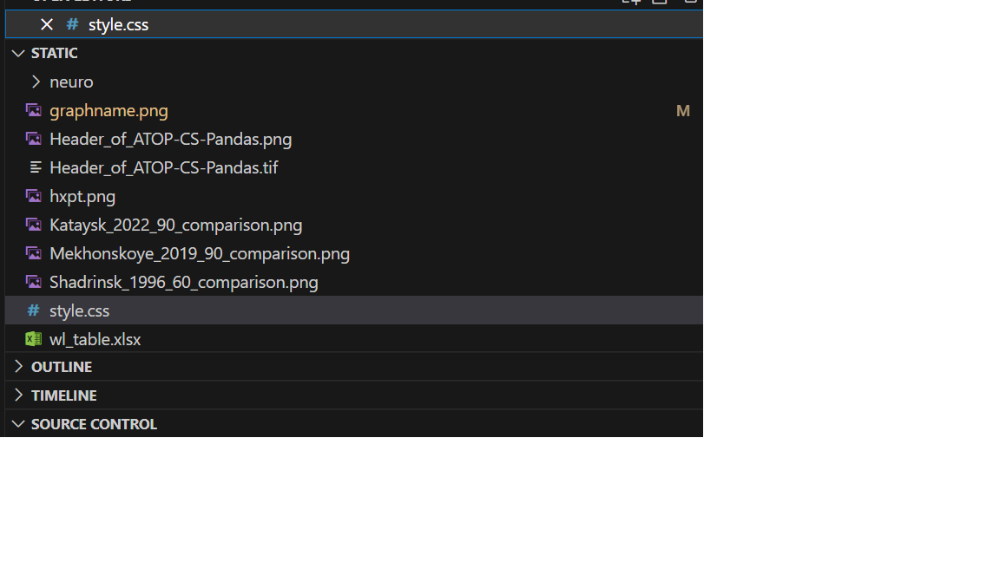 style.css
STATIC
neuro
graphname.png M
Header_of_ATOP-CS-Pandas.png
Header_of_ATOP-CS-Pandas.tif
hxpt.png
Kataysk_2022_90_comparison.png
Mekhonskoye_2019_90_comparison.png
Shadrinsk_1996_60_comparison.png
# style.css
wl_table.xlsx
OUTLINE
TIMELINE
SOURCE CONTROL